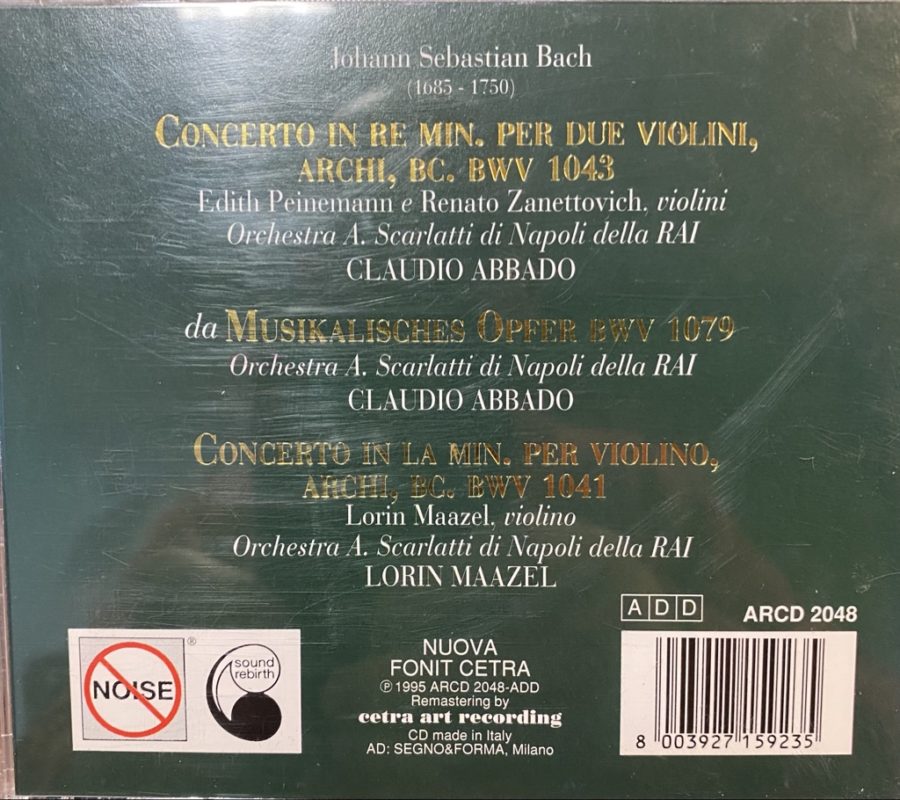 Johann Sebastian Bach
(1685 - 1750)
CONCERTO IN RE MIN. PER DUE VIOLINI,
ARCHI, BC. BWV 1043
Edith Peinemann e Renato Zanettovich, violini
Orchestra A. Scarlatti di Napoli della RAI
CLAUDIO ABBADO
da MUSIKALISCHES OPFER BWV 1079
Orchestra A. Scarlatti di Napoli della RAI
CLAUDIO ABBADO
CONCERTO IN LA MIN. PER VIOLINO,
ARCHI, BC. BWV 1041
Lorin Maazel, violino
Orchestra A. Scarlatti di Napoli della RAI
LORIN MAAZEL
A D D
ARCD 2048
NOISE ®
sound
rebirth
NUOVA
FONIT CETRA
℗ 1995 ARCD 2048-ADD
Remastering by
cetra art recording
CD made in Italy
AD: SEGNO&FORMA, Milano
8 003927 159235